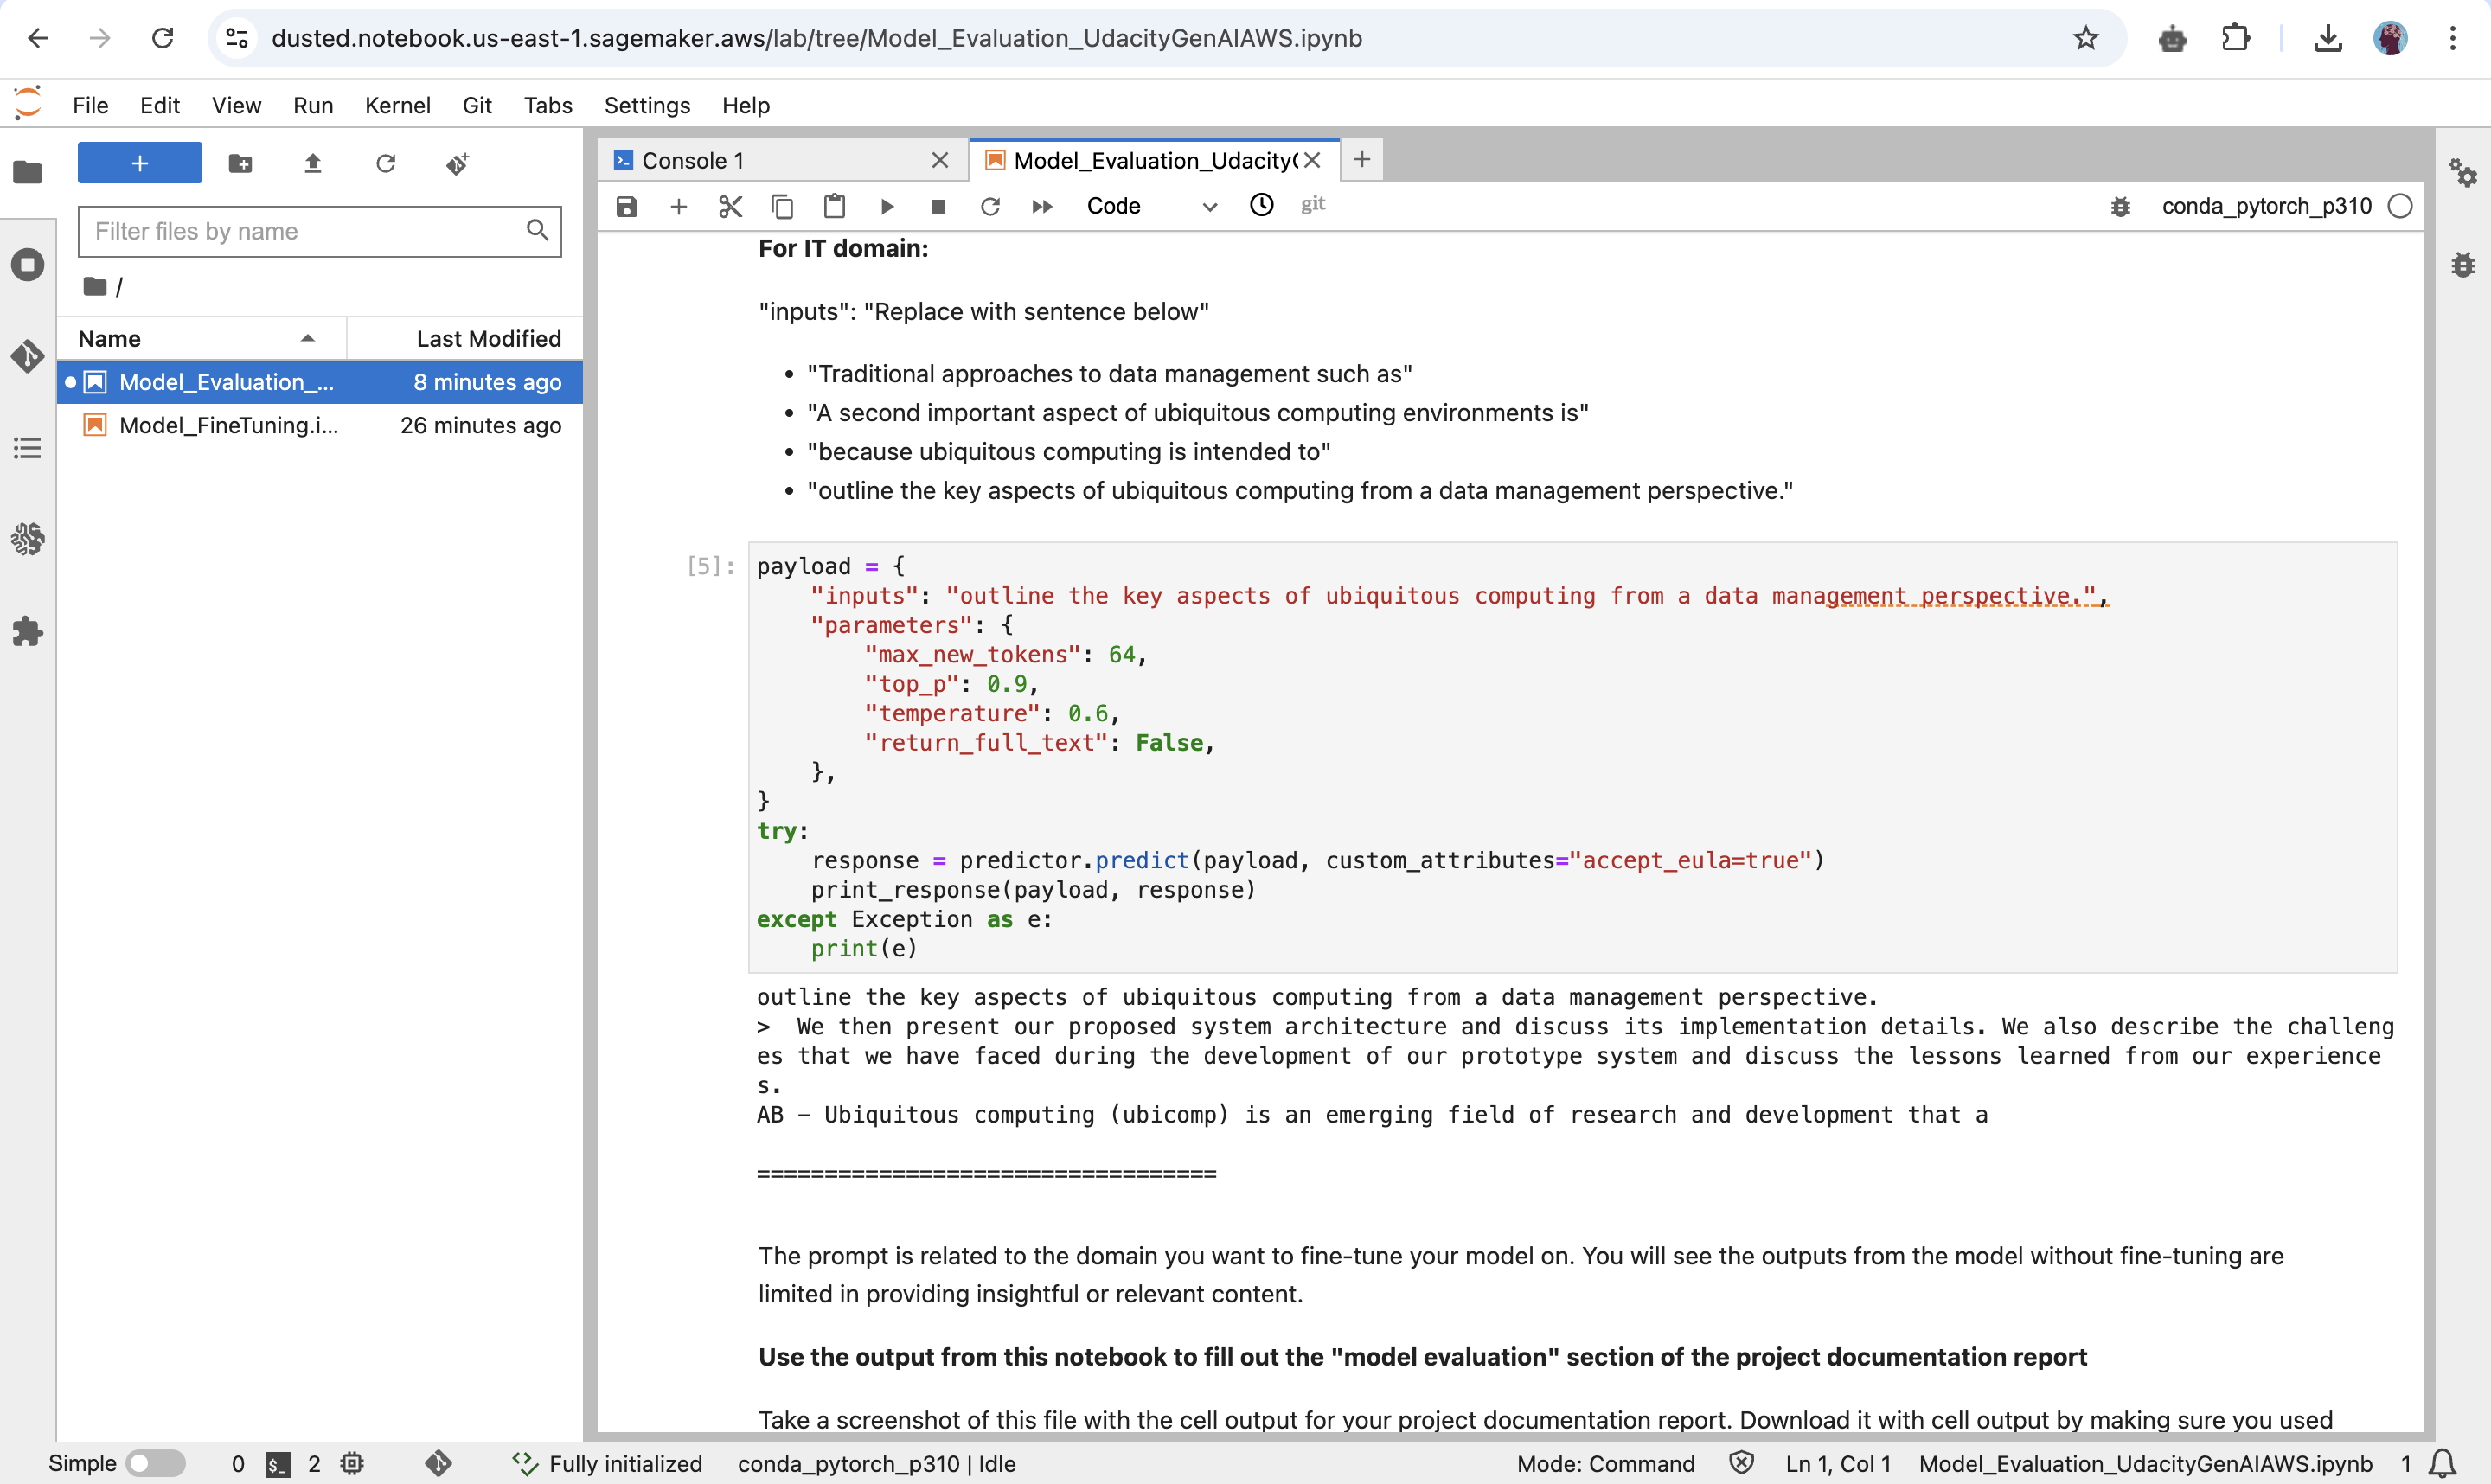 dusted.notebook.us-east-1.sagemaker.aws/lab/tree/Model_Evaluation_UdacityGenAIAWS.ipynb
File Edit View Run Kernel Git Tabs Settings Help
+
Filter files by name
/
Name Last Modified
Model_Evaluation_... 8 minutes ago
Model_FineTuning.i... 26 minutes ago
Console 1 Model_Evaluation_Udacity(
Code git conda_pytorch_p310
For IT domain:
"inputs": "Replace with sentence below"
• "Traditional approaches to data management such as"
• "A second important aspect of ubiquitous computing environments is"
• "because ubiquitous computing is intended to"
• "outline the key aspects of ubiquitous computing from a data management perspective."
[5]: payload = {
    "inputs": "outline the key aspects of ubiquitous computing from a data management perspective.",
    "parameters": {
        "max_new_tokens": 64,
        "top_p": 0.9,
        "temperature": 0.6,
        "return_full_text": False,
    },
}
try:
    response = predictor.predict(payload, custom_attributes="accept_eula=true")
    print_response(payload, response)
except Exception as e:
    print(e)
outline the key aspects of ubiquitous computing from a data management perspective.
>  We then present our proposed system architecture and discuss its implementation details. We also describe the challeng
es that we have faced during the development of our prototype system and discuss the lessons learned from our experience
s.
AB – Ubiquitous computing (ubicomp) is an emerging field of research and development that a
==================================
The prompt is related to the domain you want to fine-tune your model on. You will see the outputs from the model without fine-tuning are
limited in providing insightful or relevant content.
Use the output from this notebook to fill out the "model evaluation" section of the project documentation report
Take a screenshot of this file with the cell output for your project documentation report. Download it with cell output by making sure you used
Simple 0 $_ 2 Fully initialized conda_pytorch_p310 | Idle Mode: Command Ln 1, Col 1 Model_Evaluation_UdacityGenAIAWS.ipynb 1